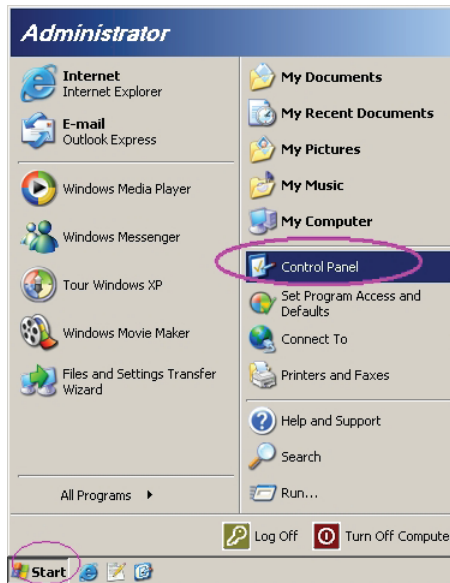 Administrator
Internet
Internet Explorer
E-mail
Outlook Express
Windows Media Player
Windows Messenger
Tour Windows XP
Windows Movie Maker
Files and Settings Transfer
Wizard
All Programs
My Documents
My Recent Documents
My Pictures
My Music
My Computer
Control Panel
Set Program Access and
Defaults
Connect To
Printers and Faxes
Help and Support
Search
Run...
Log Off
Turn Off Compute
Start